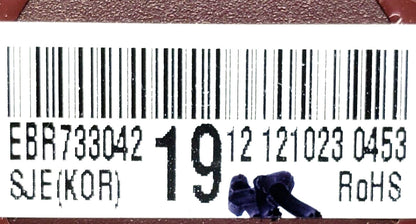 EBR733042 19 12 121023 0453
SJE(KOR) RoHS